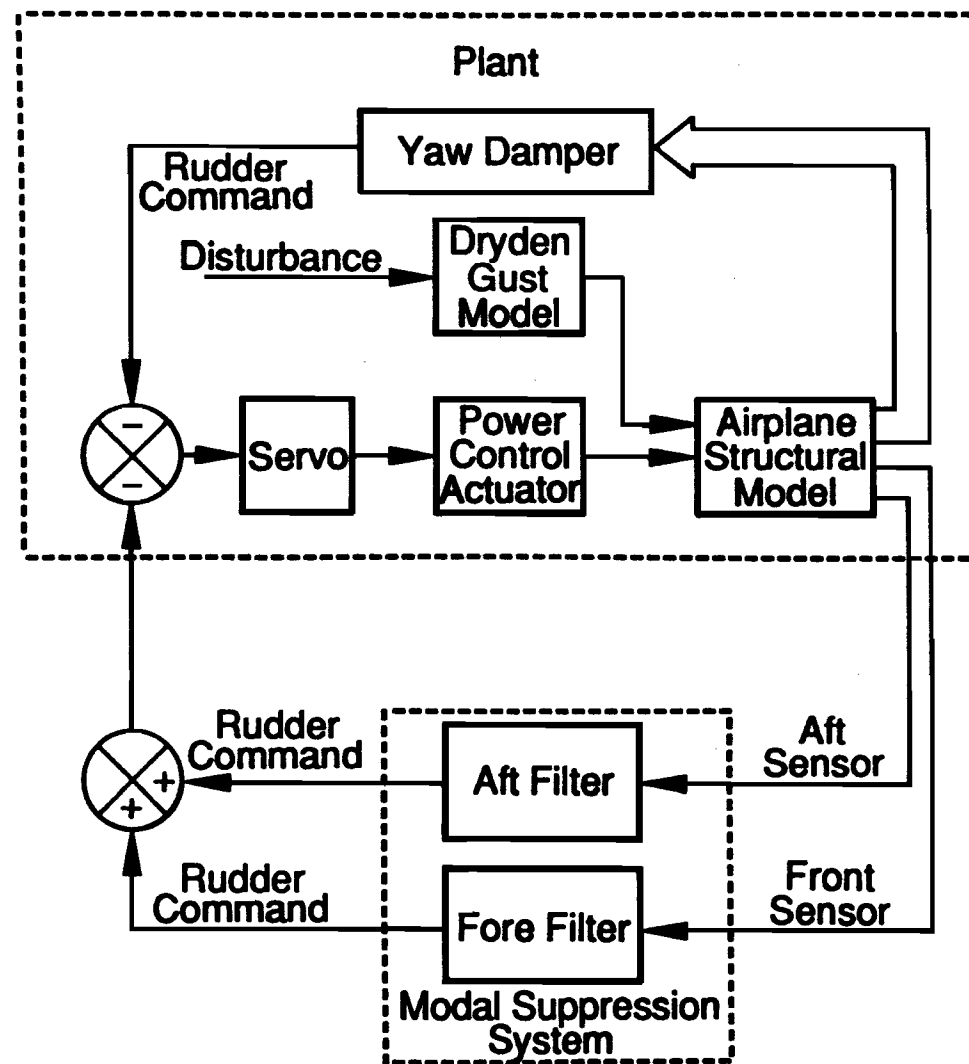 Plant
Yaw Damper
Rudder
Command
Disturbance
Dryden
Gust
Model
−
−
Servo
Power
Control
Actuator
Airplane
Structural
Model
Rudder
Command
+
+
Aft Filter
Aft
Sensor
Rudder
Command
Fore Filter
Front
Sensor
Modal Suppression
System